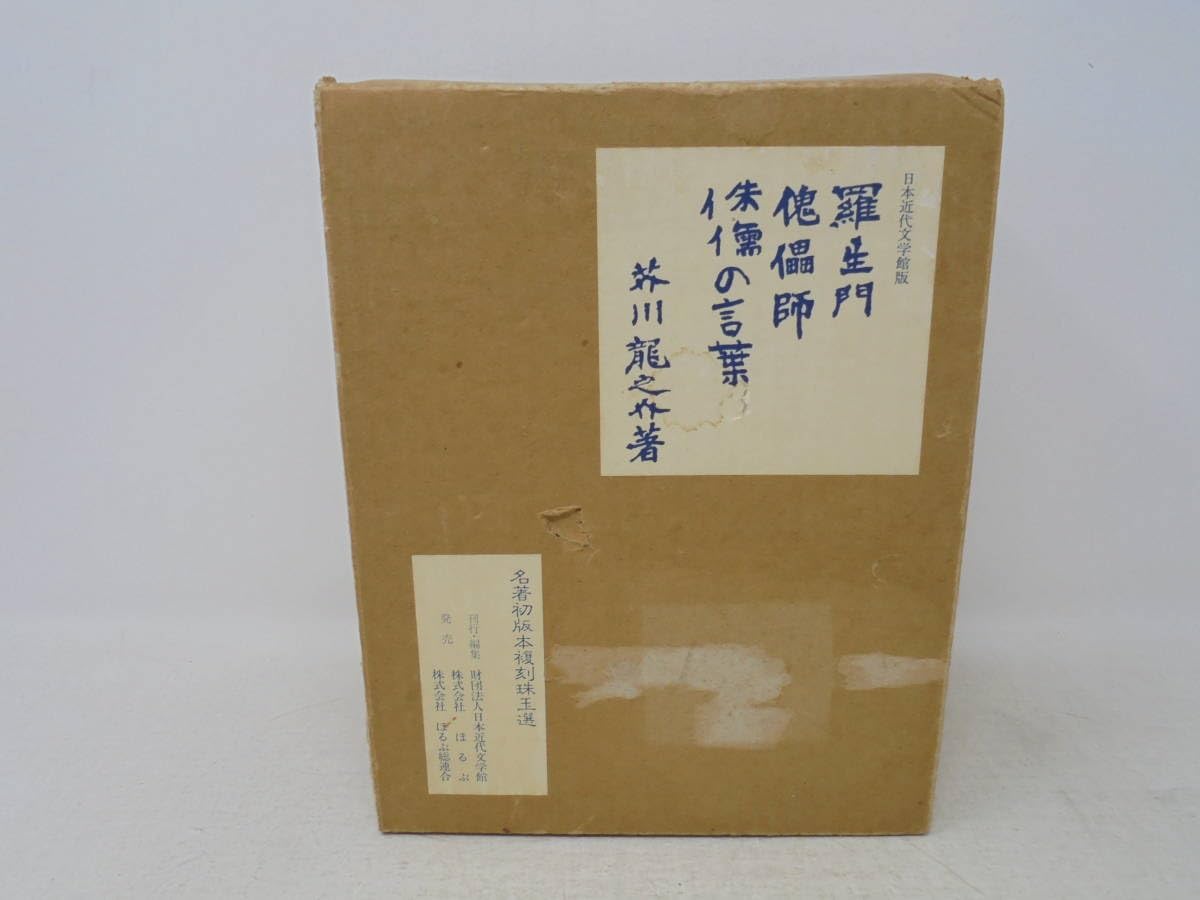 日本近代文学館版
羅生門
傀儡師
侏儒の言葉
芥川龍之介著
名著初版本複刻珠玉選
刊行・編集 財団法人日本近代文学館
株式会社 ほるぷ
発売 株式会社 ほるぷ総連合